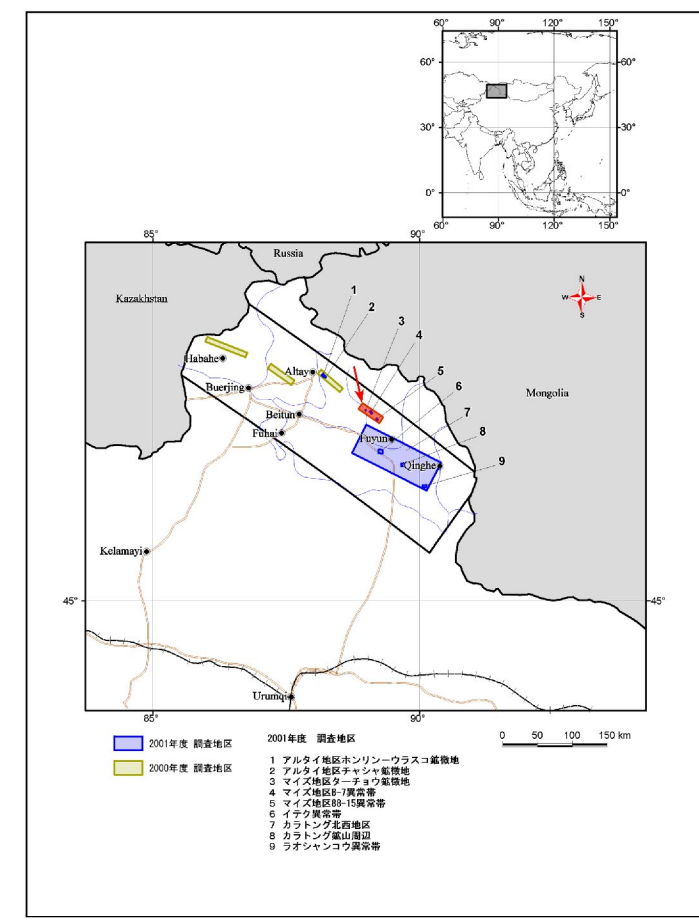 60° 90° 120° 150°
60° 60°
30° 30°
0° 0°
60° 90° 120° 150°
85° 90°
Russia
Kazakhstan
Mongolia
N
W E
S
1
2
3
4
5
6
7
8
9
Habahe
Altay
Buerjing
Beitun
Fuhai
Fuyun
Qinghe
Kelamayi
45° 45°
Urumqi
85° 90°
2001年度 調査地区
2000年度 調査地区
2001年度 調査地区
1 アルタイ地区ホンリンーウラスコ鉱徴地
2 アルタイ地区チャシャ鉱徴地
3 マイズ地区ターチョウ鉱徴地
4 マイズ地区B-7異常帯
5 マイズ地区88-15異常帯
6 イテク異常帯
7 カラトング北西地区
8 カラトング鉱山周辺
9 ラオシャンコウ異常帯
0 50 100 150 km